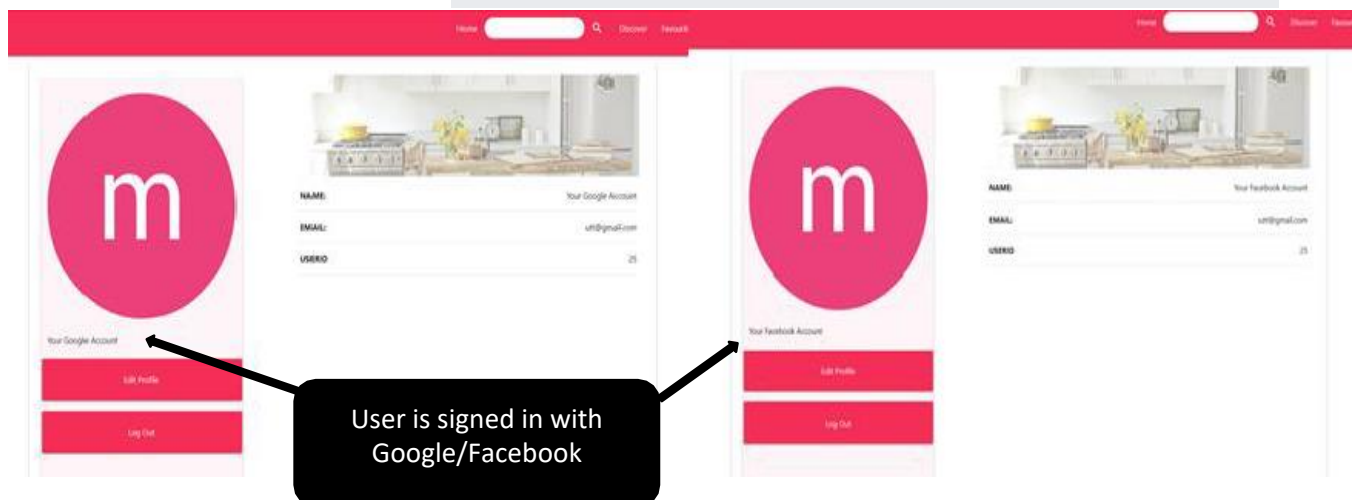 Home Discover
Home Discover
m
m
NAME: Your Google Account
EMAIL:
USERID 25
NAME: Your Facebook Account
EMAIL:
USERID 25
Your Google Account
Your Facebook Account
Edit Profile
Edit Profile
Log Out
Log Out
User is signed in with
Google/Facebook